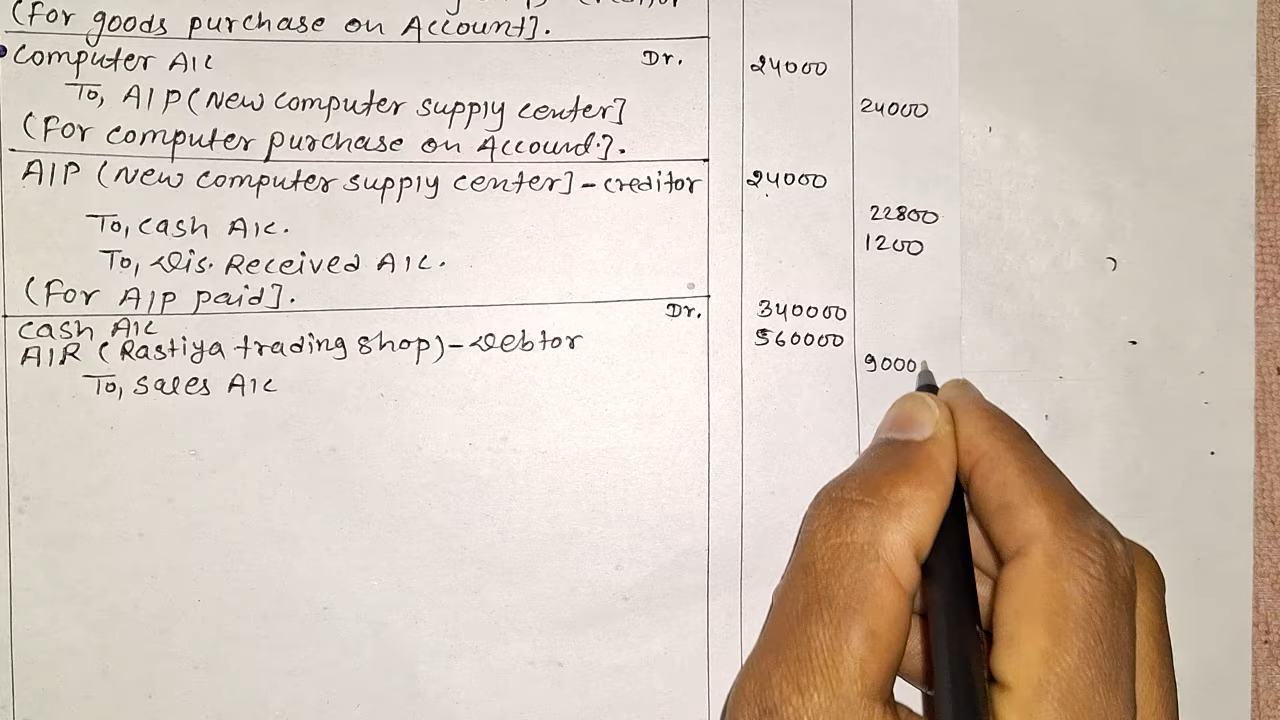 (For goods purchase on Account].
Computer A/C Dr. 24000
To, A/P (New computer supply center] 24000
(For computer purchase on Account].
A/P (New computer supply center] - creditor 24000
To, cash A/C. 22800
To, Dis. Received A/C. 1200
(For A/P paid].
cash A/C Dr. 340000
A/R (Rastiya trading shop) - Debtor 560000
To, sales A/C 9000